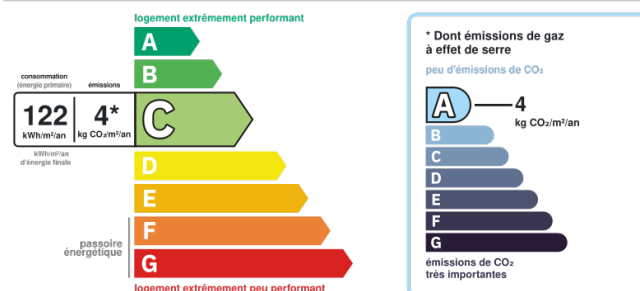 logement extrêmement performant
A
B
consommation
(énergie primaire)
émissions
122
kWh/m²/an
4*
kg CO₂/m²/an
C
kWh/m²/an
d'énergie finale
D
E
F
G
passoire
énergétique
logement extrêmement peu performant
* Dont émissions de gaz
à effet de serre
peu d'émissions de CO₂
A
4
kg CO₂/m²/an
B
C
D
E
F
G
émissions de CO₂
très importantes